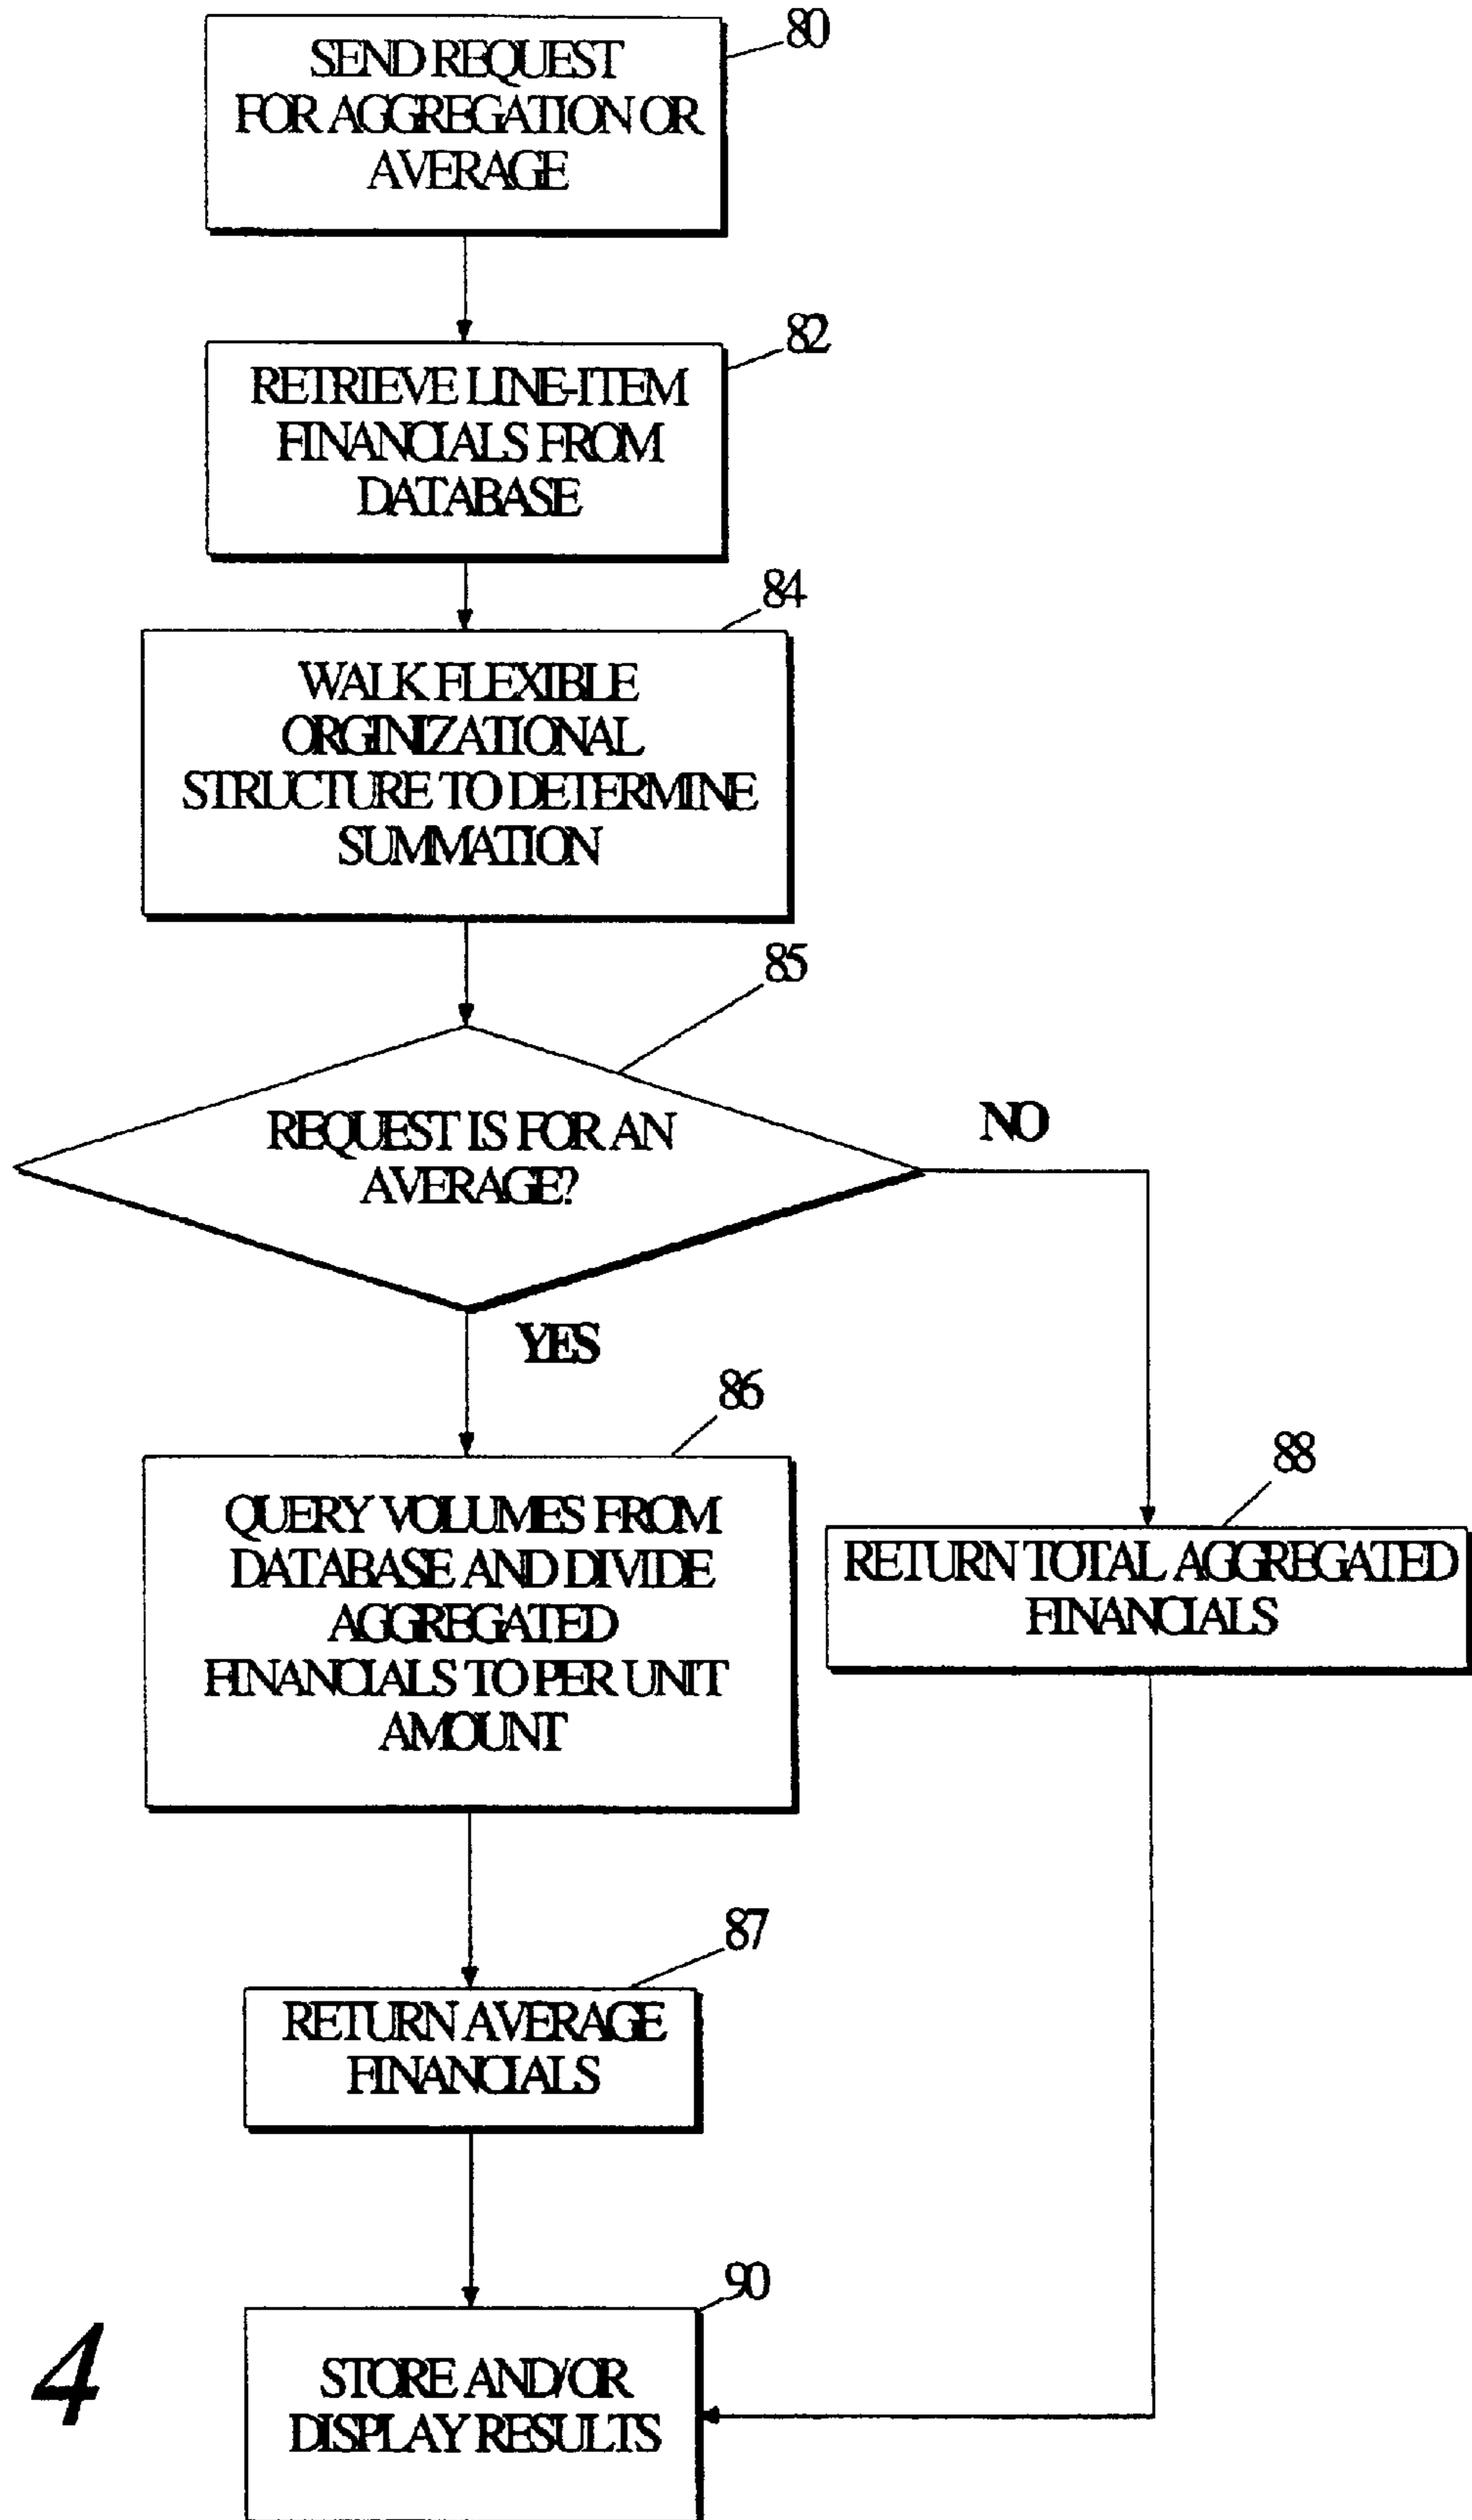 80
SEND REQUEST
FOR AGGREGATION OR
AVERAGE
82
RETRIEVE LINE-ITEM
FINANCIALS FROM
DATABASE
84
WALK FLEXIBLE
ORGINIZATIONAL
STRUCTURE TO DETERMINE
SUMMATION
85
REQUEST IS FOR AN
AVERAGE?
NO
YES
86
QUERY VOLUMES FROM
DATABASE AND DIVIDE
AGGREGATED
FINANCIALS TO PER UNIT
AMOUNT
88
RETURN TOTAL AGGREGATED
FINANCIALS
87
RETURN AVERAGE
FINANCIALS
90
STORE AND/OR
DISPLAY RESULTS
4